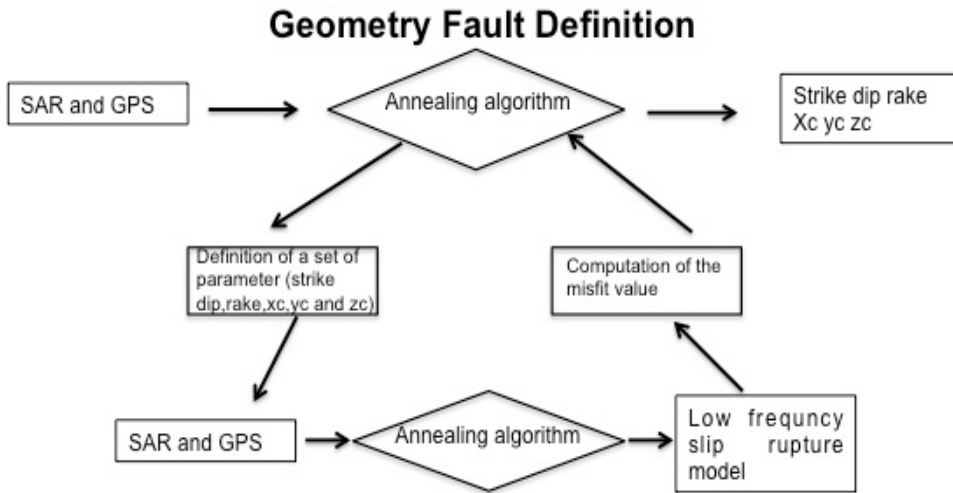 Geometry Fault Definition
SAR and GPS
Annealing algorithm
Strike dip rake
Xc yc zc
Definition of a set of
parameter (strike
dip,rake,xc,yc and zc)
Computation of the
misfit value
SAR and GPS
Annealing algorithm
Low frequncy
slip rupture
model